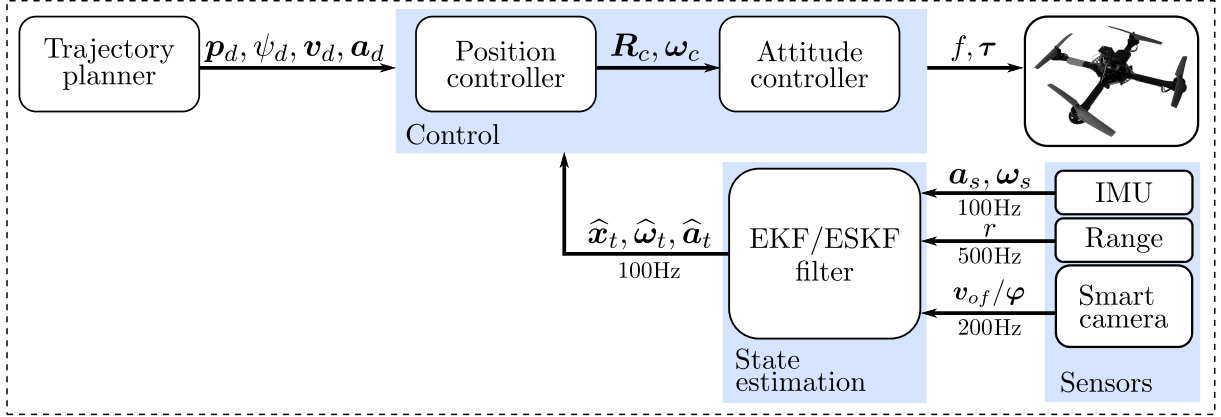 Trajectory
planner
𝒑_d, ψ_d, 𝒗_d, 𝒂_d
Position
controller
𝑹_c, 𝝎_c
Attitude
controller
f, 𝝉
Control
𝒂_s, 𝝎_s
100Hz
IMU
r
500Hz
Range
𝒗_of/𝝋
200Hz
Smart
camera
EKF/ESKF
filter
𝒙̂_t, 𝝎̂_t, 𝒂̂_t
100Hz
State
estimation
Sensors